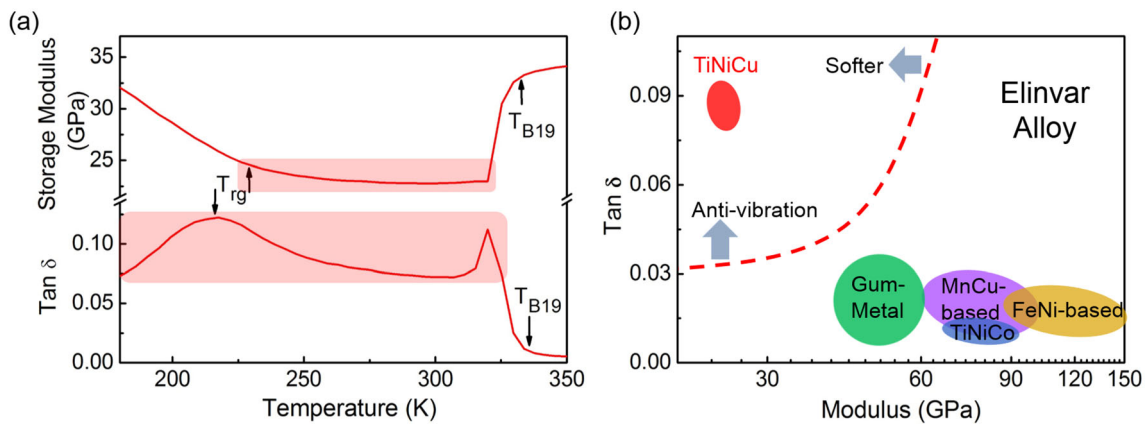 (a)
Storage Modulus
(GPa)
35
30
25
T_B19
T_rg
Tan δ
0.10
0.05
0.00
T_B19
200
250
300
350
Temperature (K)
(b)
Tan δ
0.09
0.06
0.03
0.00
TiNiCu
Softer
Elinvar
Alloy
Anti-vibration
Gum-
Metal
MnCu-
based
FeNi-based
TiNiCo
30
60
90
120
150
Modulus (GPa)